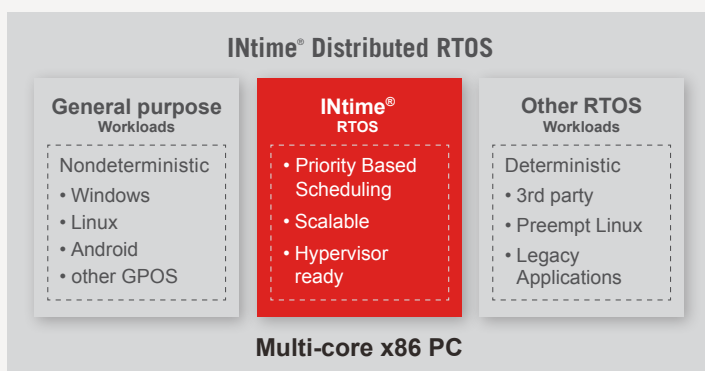 INtime® Distributed RTOS
General purpose
Workloads
Nondeterministic
• Windows
• Linux
• Android
• other GPOS
INtime®
RTOS
• Priority Based
Scheduling
• Scalable
• Hypervisor
ready
Other RTOS
Workloads
Deterministic
• 3rd party
• Preempt Linux
• Legacy
Applications
Multi-core x86 PC